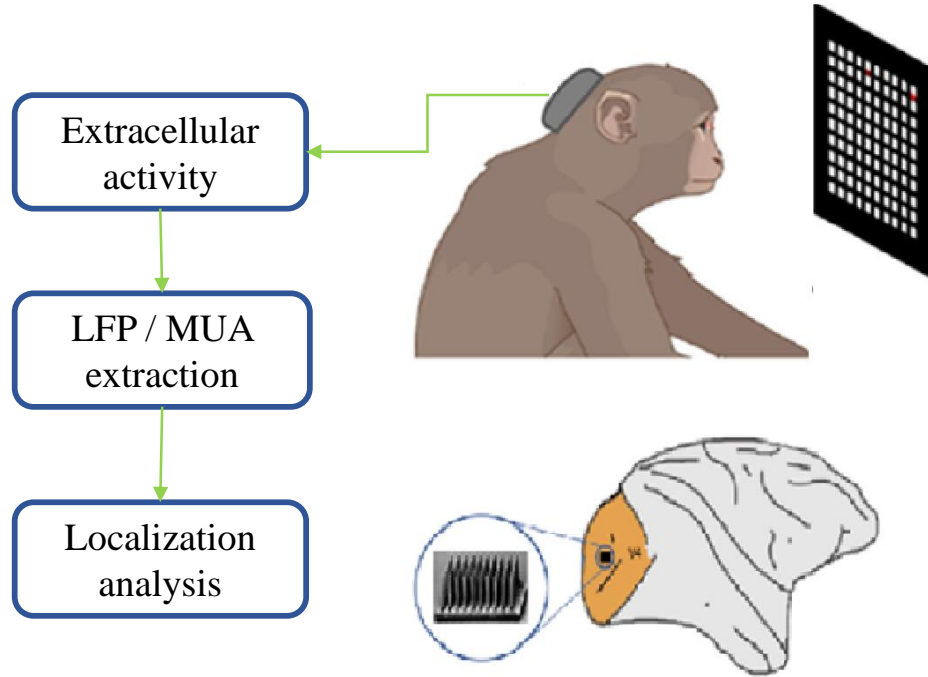 Extracellular
activity
LFP / MUA
extraction
Localization
analysis